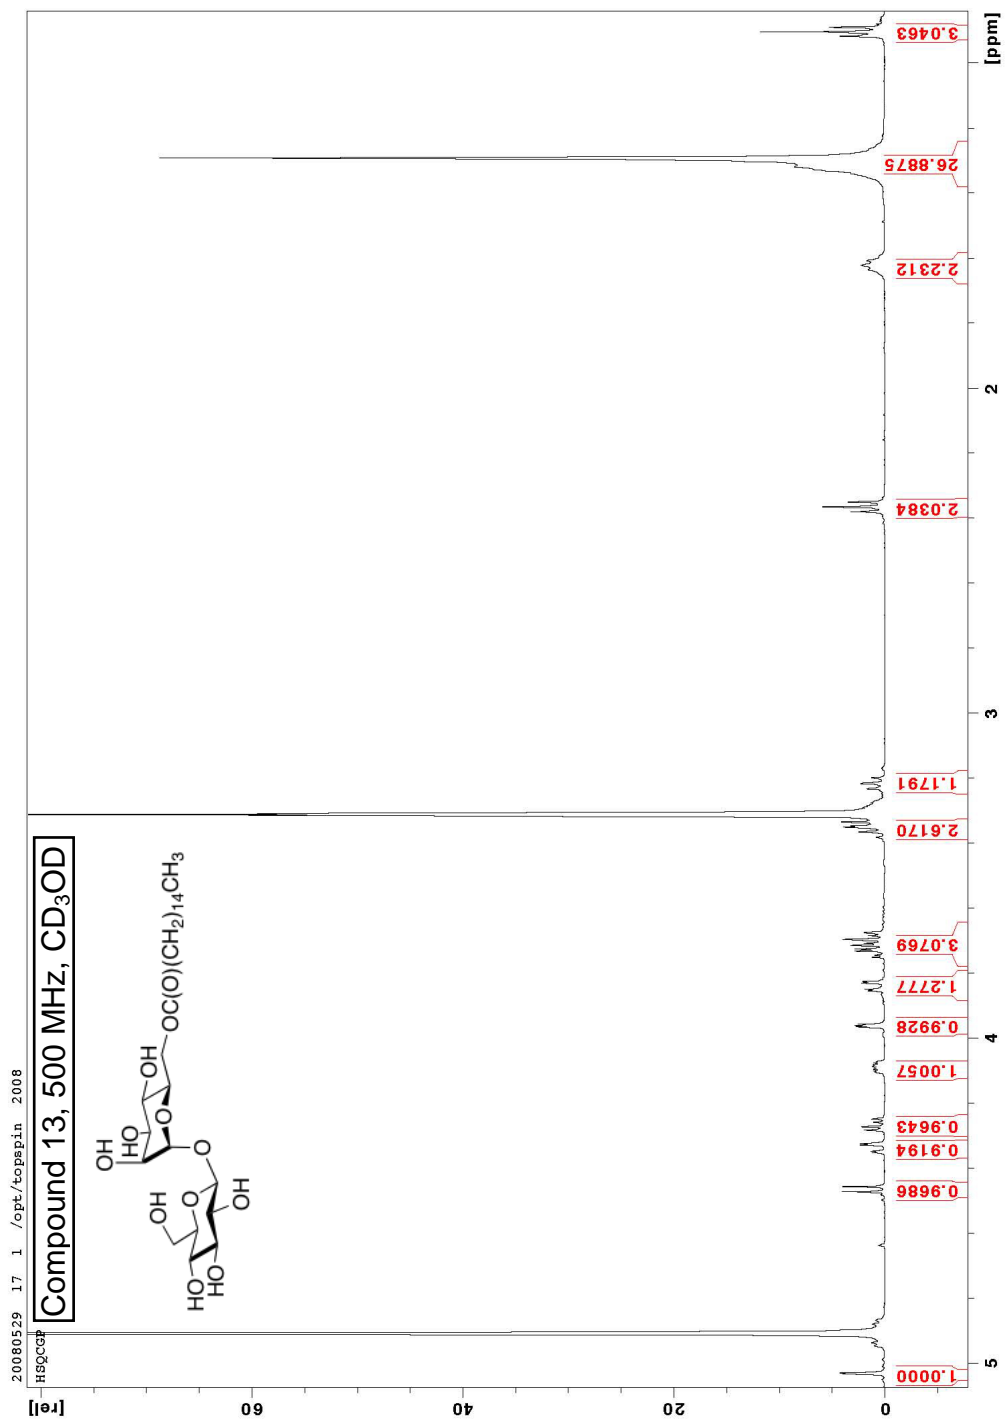 20080529 17 1 /opt/topspin 2008
HSQCGP
Compound 13, 500 MHz, CD3OD
OH
HO
OH
OC(O)(CH2)14CH3
O
O
OH
O
HO
HO
OH
[rel]
60
40
20
0
1.0000
0.9686
0.9194
0.9643
1.0057
0.9928
1.2777
3.0769
2.6170
1.1791
2.0384
2.2312
26.8875
3.0463
5
4
3
2
[ppm]